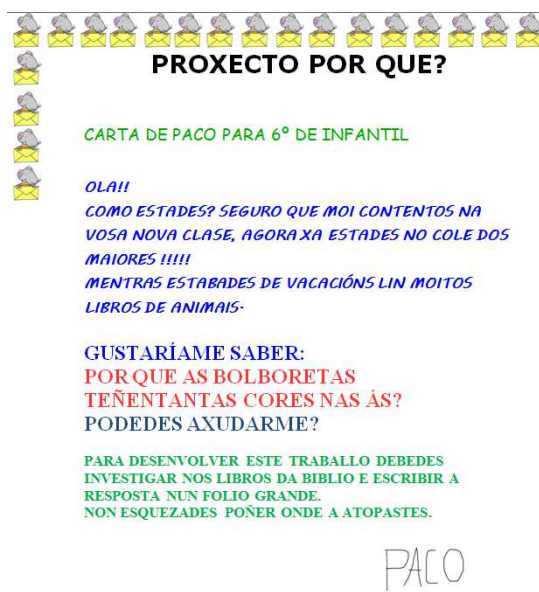 PROXECTO POR QUE?
CARTA DE PACO PARA 6º DE INFANTIL
OLA!!
COMO ESTADES? SEGURO QUE MOI CONTENTOS NA
VOSA NOVA CLASE, AGORA XA ESTADES NO COLE DOS
MAIORES !!!!!
MENTRAS ESTABADES DE VACACIÓNS LIN MOITOS
LIBROS DE ANIMAIS.
GUSTARÍAME SABER:
POR QUE AS BOLBORETAS
TEÑENTANTAS CORES NAS ÁS?
PODEDES AXUDARME?
PARA DESENVOLVER ESTE TRABALLO DEBEDES
INVESTIGAR NOS LIBROS DA BIBLIO E ESCRIBIR A
RESPOSTA NUN FOLIO GRANDE.
NON ESQUEZADES POÑER ONDE A ATOPASTES.
PACO